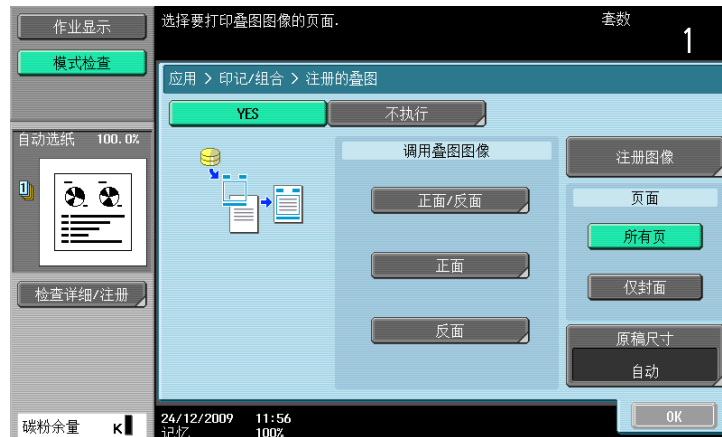 作业显示
选择要打印叠图图像的页面.
套数
1
模式检查
应用 > 印记/组合 > 注册的叠图
YES
不执行
自动选纸 100.0%
调用叠图图像
注册图像
1
正面/反面
页面
所有页
正面
仅封面
检查详细/注册
反面
原稿尺寸
自动
OK
碳粉余量 K
24/12/2009 11:56
记忆 100%